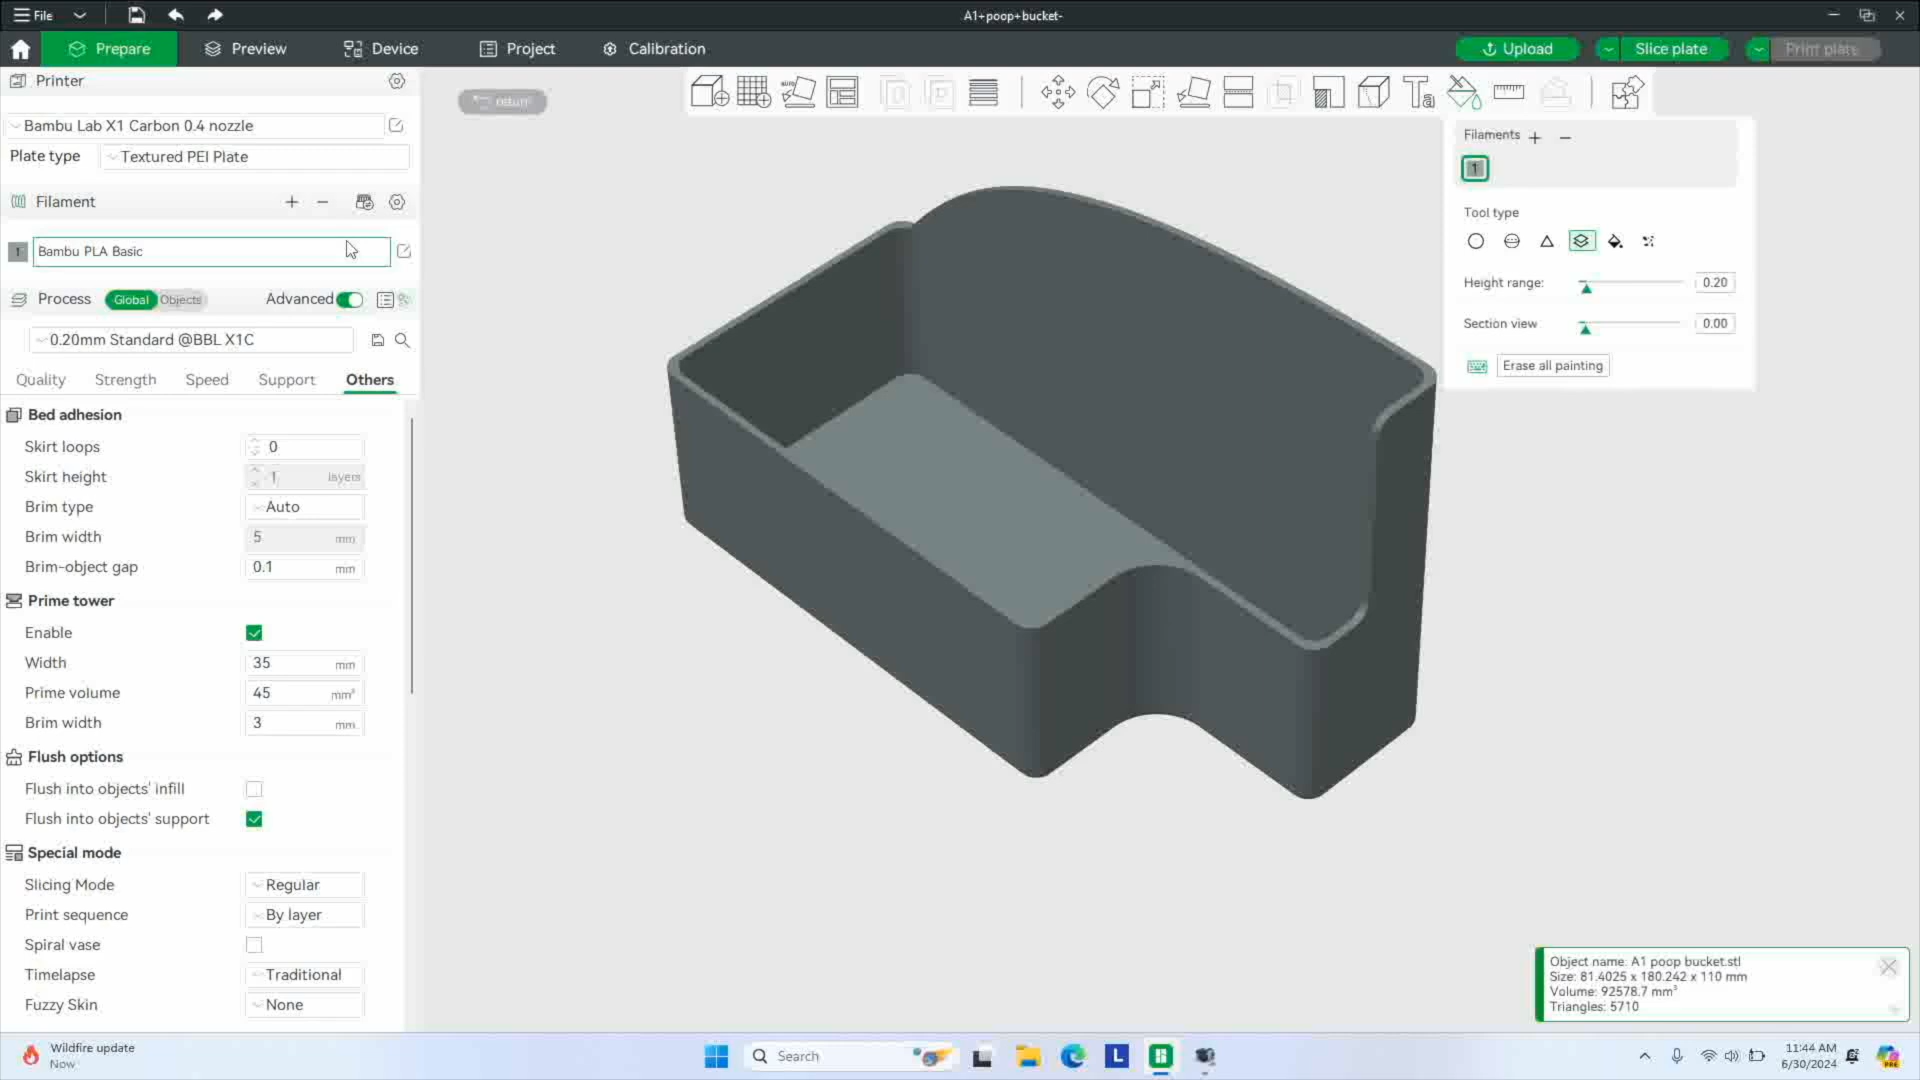 File
A1+poop+bucket-
Prepare
Preview
Device
Project
Calibration
Upload
Slice plate
Print plate
Printer
Bambu Lab X1 Carbon 0.4 nozzle
Plate type
Textured PEI Plate
Filament
1
Bambu PLA Basic
Process
Global
Objects
Advanced
0.20mm Standard @BBL X1C
Quality
Strength
Speed
Support
Others
Bed adhesion
Skirt loops
0
Skirt height
1
layers
Brim type
Auto
Brim width
5
mm
Brim-object gap
0.1
mm
Prime tower
Enable
Width
35
mm
Prime volume
45
mm³
Brim width
3
mm
Flush options
Flush into objects' infill
Flush into objects' support
Special mode
Slicing Mode
Regular
Print sequence
By layer
Spiral vase
Timelapse
Traditional
Fuzzy Skin
None
return
Filaments
1
Tool type
Height range:
0.20
Section view
0.00
Erase all painting
Object name: A1 poop bucket.stl
Size: 81.4025 x 180.242 x 110 mm
Volume: 92578.7 mm³
Triangles: 5710
Wildfire update
Now
Search
L
11:44 AM
6/30/2024
PRE